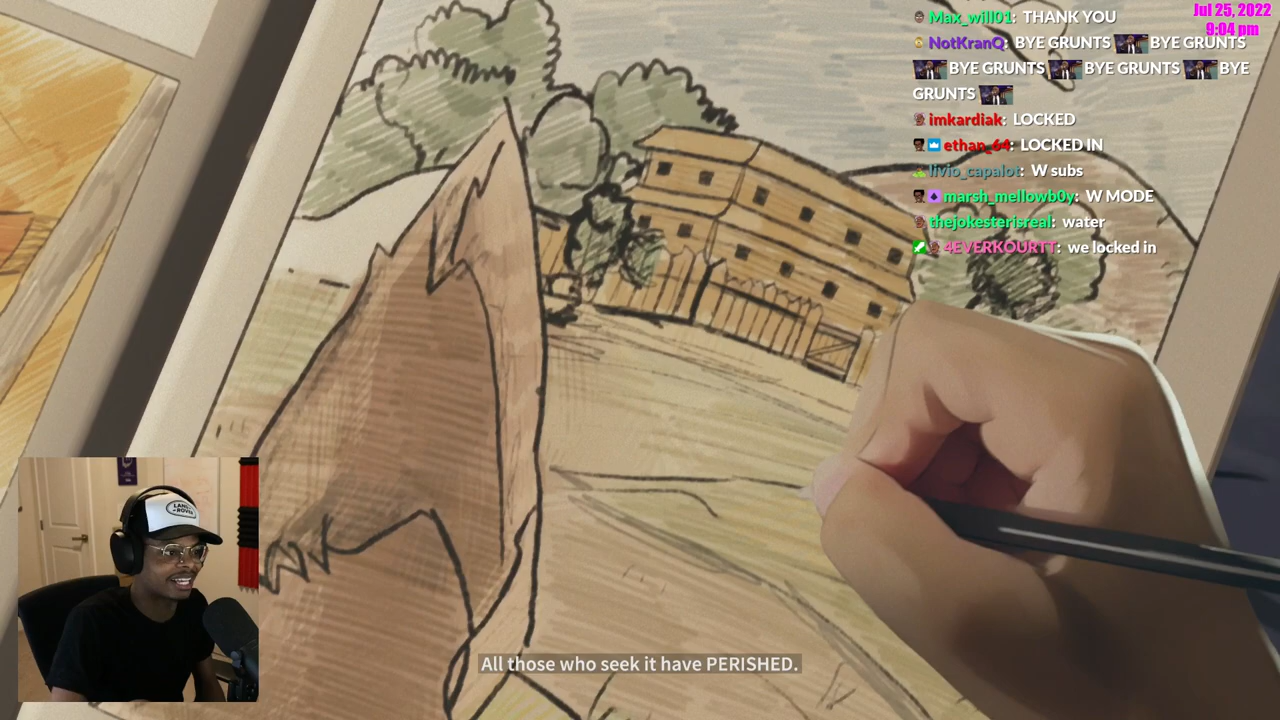 Jul 25, 2022
9:04 pm
Max_will01: THANK YOU
NotKranQ: BYE GRUNTS BYE GRUNTS
BYE GRUNTS BYE GRUNTS BYE
GRUNTS
imkardiak: LOCKED
ethan_64: LOCKED IN
livio_capalot: W subs
marsh_mellowb0y: W MODE
thejokesterisreal: water
4EVERKOURTT: we locked in
LAND
ROVER
All those who seek it have PERISHED.